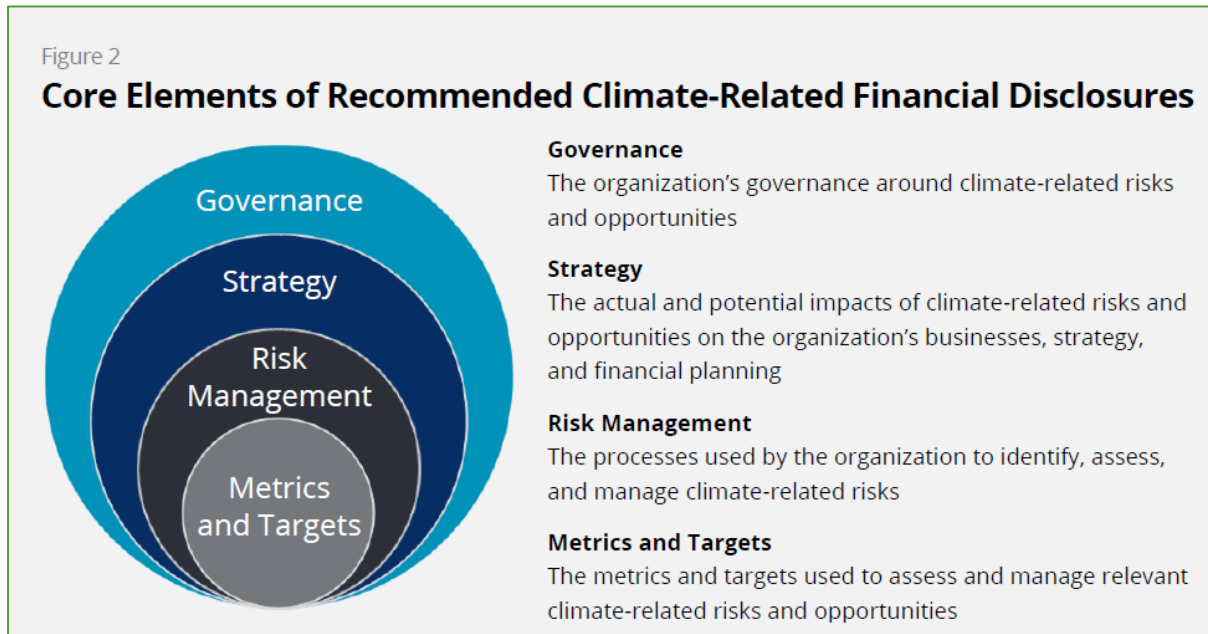 Figure 2
Core Elements of Recommended Climate-Related Financial Disclosures
Governance
Strategy
Risk
Management
Metrics
and Targets
Governance
The organization’s governance around climate-related risks
and opportunities
Strategy
The actual and potential impacts of climate-related risks and
opportunities on the organization’s businesses, strategy,
and financial planning
Risk Management
The processes used by the organization to identify, assess,
and manage climate-related risks
Metrics and Targets
The metrics and targets used to assess and manage relevant
climate-related risks and opportunities